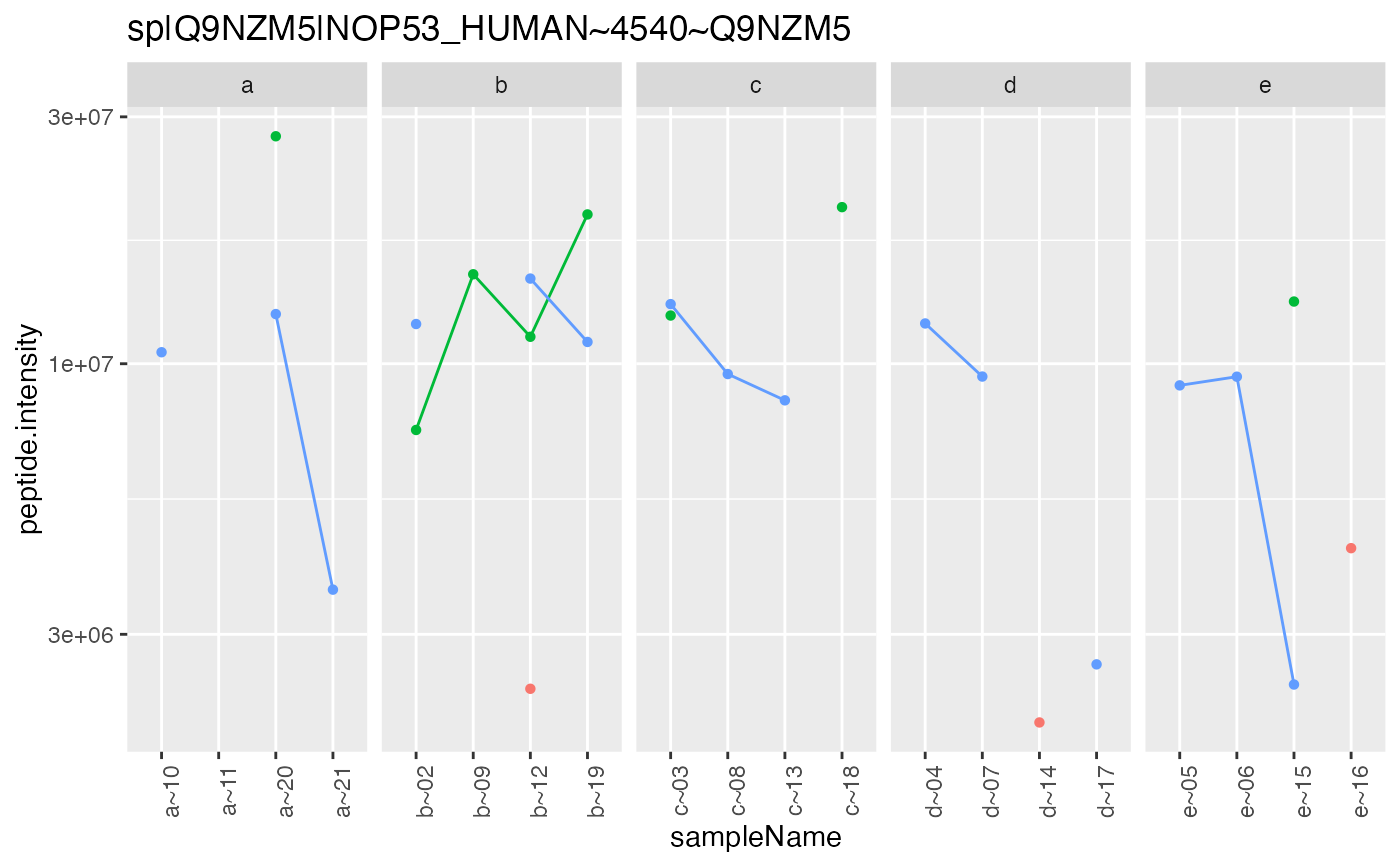 sp|Q9NZM5|NOP53_HUMAN~4540~Q9NZM5
a b c d e
3e+07
1e+07
3e+06
peptide.intensity
a~10 a~11 a~20 a~21 b~02 b~09 b~12 b~19 c~03 c~08 c~13 c~18 d~04 d~07 d~14 d~17 e~05 e~06 e~15 e~16
sampleName